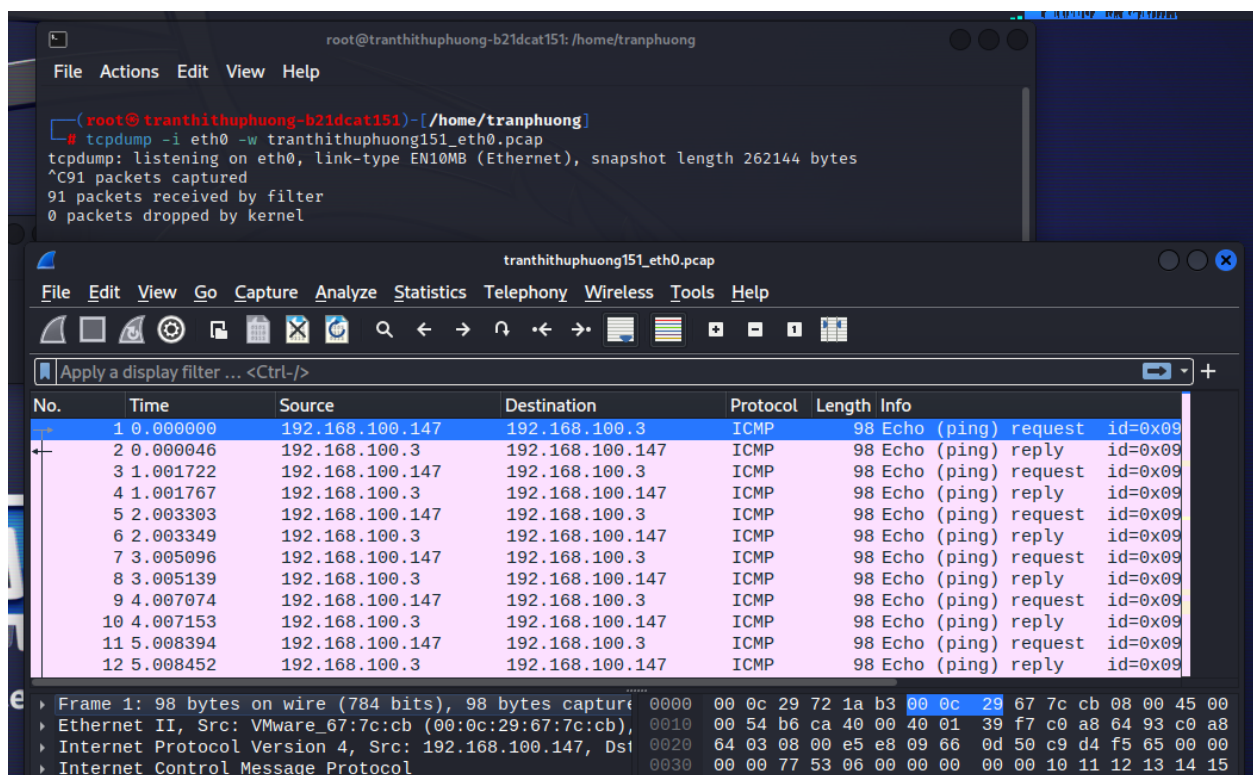 root@tranthithuphuong-b21dcat151: /home/tranphuong
File Actions Edit View Help
(root㉿tranthithuphuong-b21dcat151)-[/home/tranphuong]
# tcpdump -i eth0 -w tranthithuphuong151_eth0.pcap
tcpdump: listening on eth0, link-type EN10MB (Ethernet), snapshot length 262144 bytes
^C91 packets captured
91 packets received by filter
0 packets dropped by kernel
tranthithuphuong151_eth0.pcap
File Edit View Go Capture Analyze Statistics Telephony Wireless Tools Help
Apply a display filter ... <Ctrl-/>
No. Time Source Destination Protocol Length Info
1 0.000000 192.168.100.147 192.168.100.3 ICMP 98 Echo (ping) request id=0x09
2 0.000046 192.168.100.3 192.168.100.147 ICMP 98 Echo (ping) reply id=0x09
3 1.001722 192.168.100.147 192.168.100.3 ICMP 98 Echo (ping) request id=0x09
4 1.001767 192.168.100.3 192.168.100.147 ICMP 98 Echo (ping) reply id=0x09
5 2.003303 192.168.100.147 192.168.100.3 ICMP 98 Echo (ping) request id=0x09
6 2.003349 192.168.100.3 192.168.100.147 ICMP 98 Echo (ping) reply id=0x09
7 3.005096 192.168.100.147 192.168.100.3 ICMP 98 Echo (ping) request id=0x09
8 3.005139 192.168.100.3 192.168.100.147 ICMP 98 Echo (ping) reply id=0x09
9 4.007074 192.168.100.147 192.168.100.3 ICMP 98 Echo (ping) request id=0x09
10 4.007153 192.168.100.3 192.168.100.147 ICMP 98 Echo (ping) reply id=0x09
11 5.008394 192.168.100.147 192.168.100.3 ICMP 98 Echo (ping) request id=0x09
12 5.008452 192.168.100.3 192.168.100.147 ICMP 98 Echo (ping) reply id=0x09
Frame 1: 98 bytes on wire (784 bits), 98 bytes capture 0000 00 0c 29 72 1a b3 00 0c 29 67 7c cb 08 00 45 00
Ethernet II, Src: VMware_67:7c:cb (00:0c:29:67:7c:cb), 0010 00 54 b6 ca 40 00 40 01 39 f7 c0 a8 64 93 c0 a8
Internet Protocol Version 4, Src: 192.168.100.147, Dst 0020 64 03 08 00 e5 e8 09 66 0d 50 c9 d4 f5 65 00 00
Internet Control Message Protocol 0030 00 00 77 53 06 00 00 00 00 00 10 11 12 13 14 15